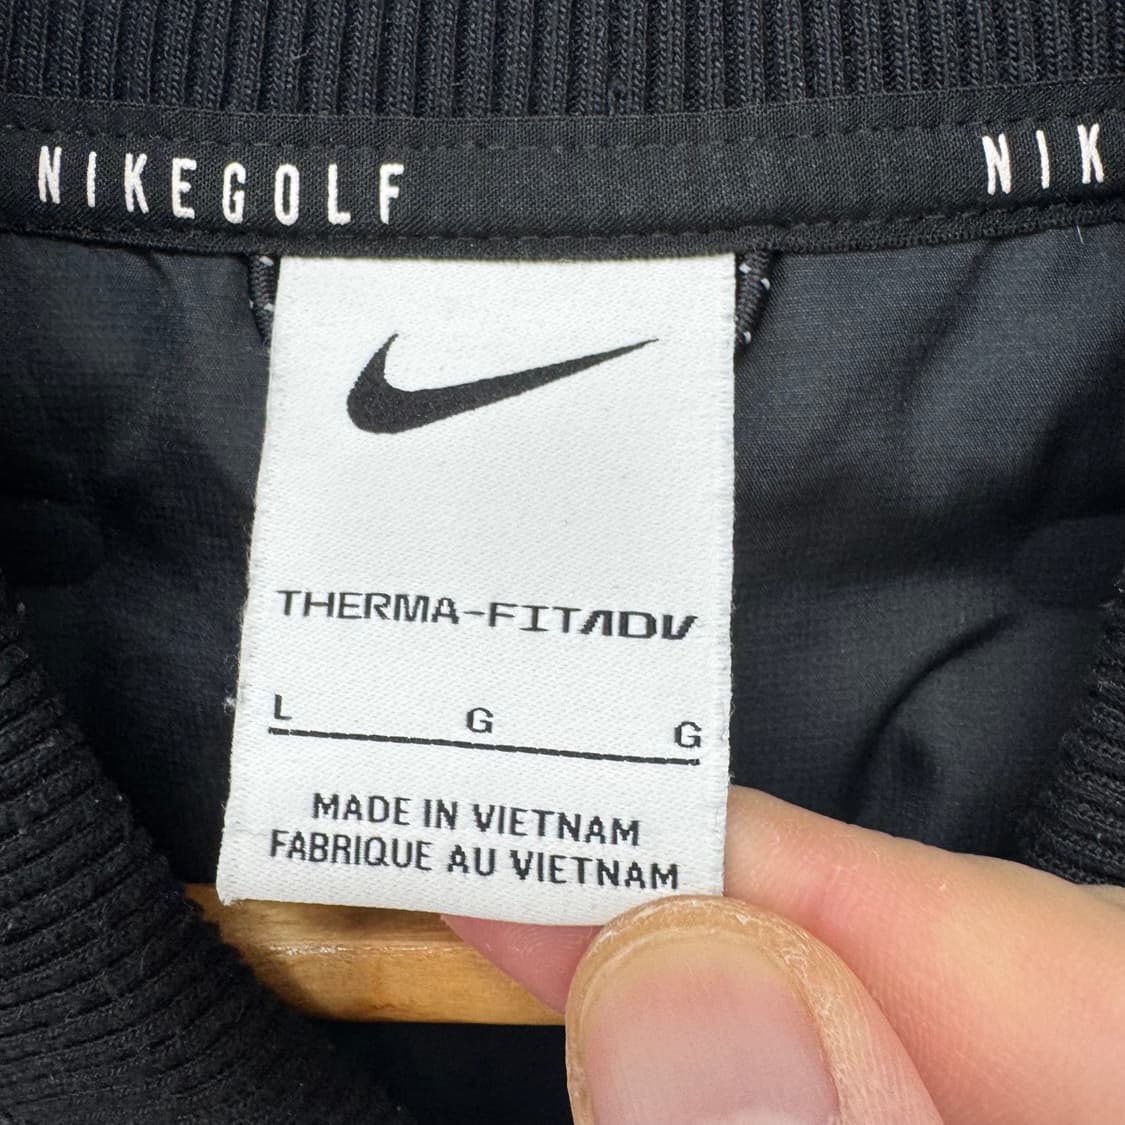 NIKEGOLF NIK
THERMA-FITADV
L G G
MADE IN VIETNAM
FABRIQUE AU VIETNAM